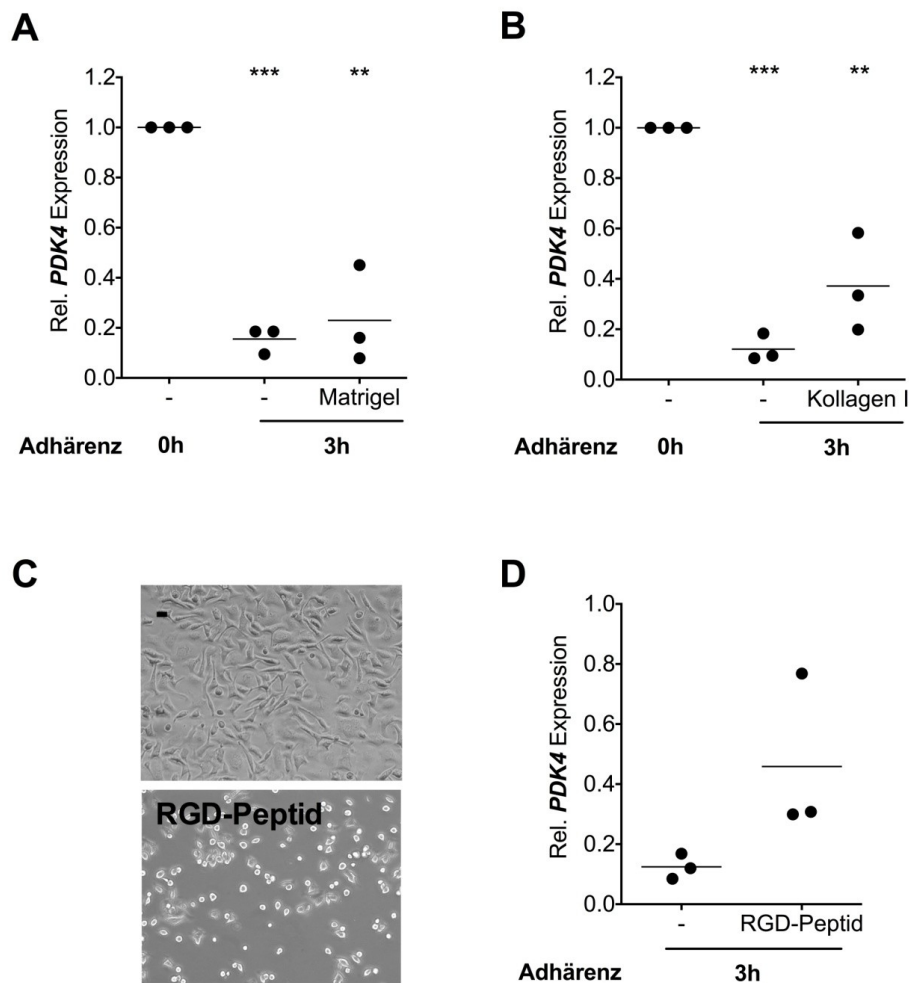 A
Rel. PDK4 Expression
1.2
1.0
0.8
0.6
0.4
0.2
0.0
*** **
- - Matrigel
Adhärenz 0h 3h
B
Rel. PDK4 Expression
1.2
1.0
0.8
0.6
0.4
0.2
0.0
*** **
- - Kollagen I
Adhärenz 0h 3h
C
RGD-Peptid
D
Rel. PDK4 Expression
1.0
0.8
0.6
0.4
0.2
0.0
- RGD-Peptid
Adhärenz 3h